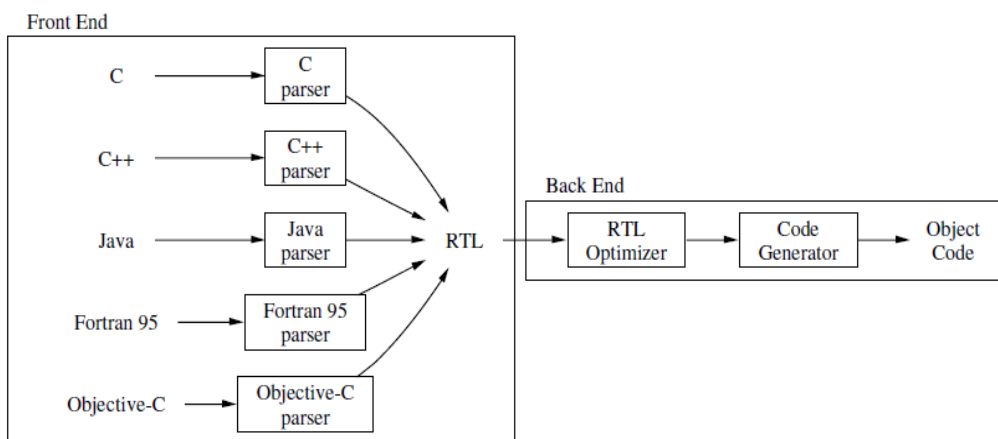 Front End
C
C
parser
C++
C++
parser
Java
Java
parser
Fortran 95
Fortran 95
parser
Objective-C
Objective-C
parser
RTL
Back End
RTL
Optimizer
Code
Generator
Object
Code